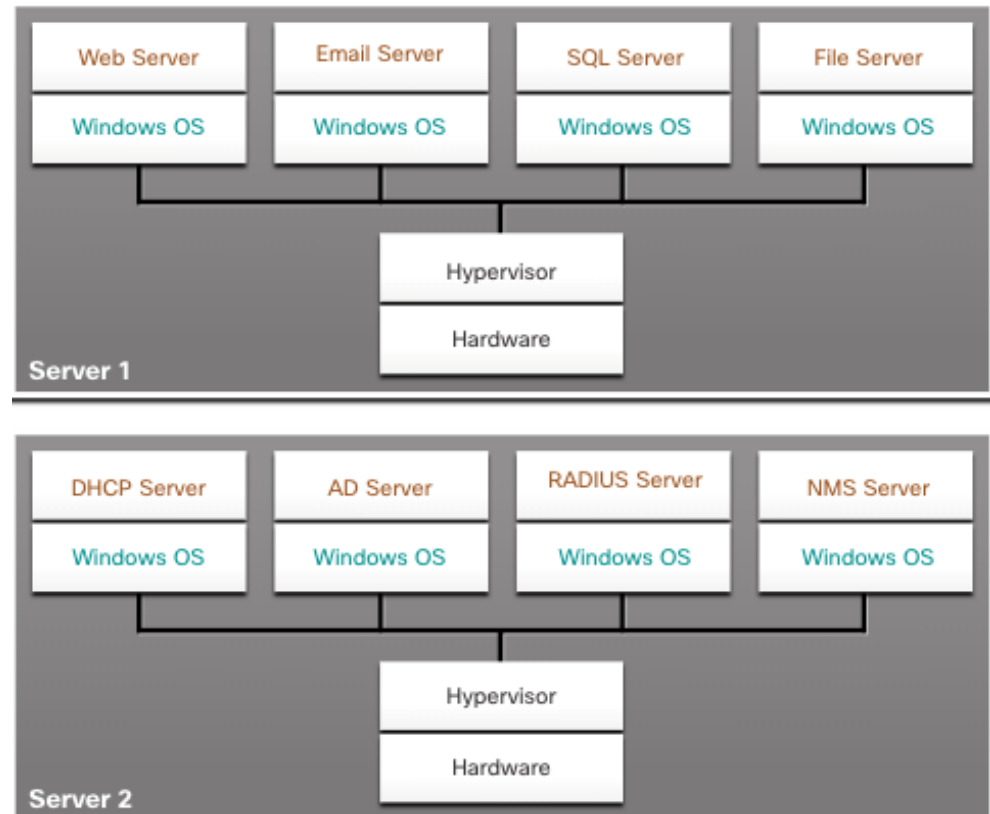 Web Server
Email Server
SQL Server
File Server
Windows OS
Windows OS
Windows OS
Windows OS
Hypervisor
Hardware
Server 1
DHCP Server
AD Server
RADIUS Server
NMS Server
Windows OS
Windows OS
Windows OS
Windows OS
Hypervisor
Hardware
Server 2